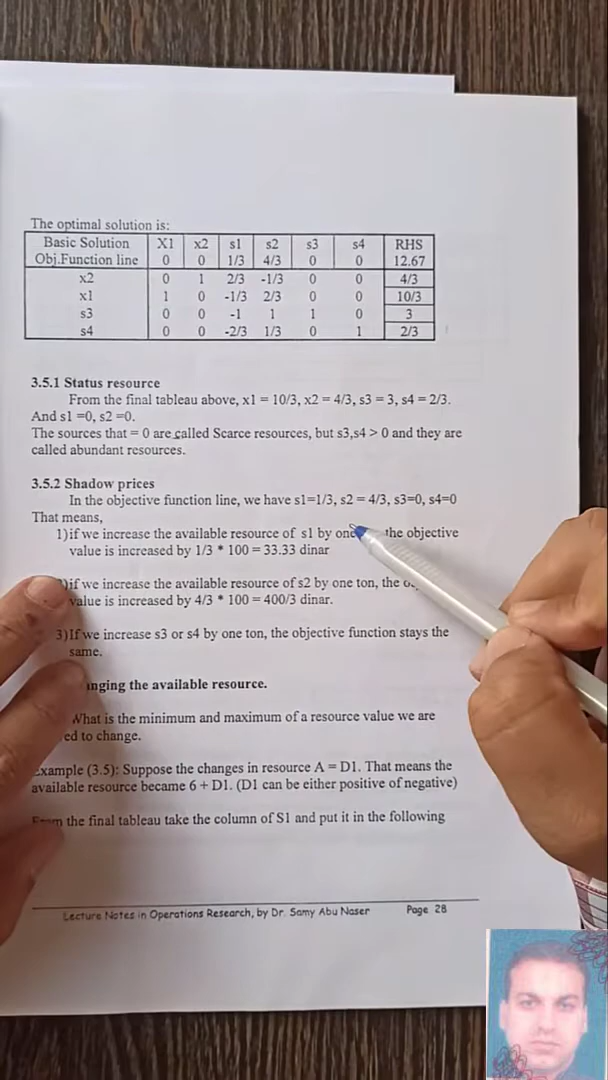 The optimal solution is:
Basic Solution X1 x2 s1 s2 s3 s4 RHS
Obj.Function line 0 0 1/3 4/3 0 0 12.67
x2 0 1 2/3 -1/3 0 0 4/3
x1 1 0 -1/3 2/3 0 0 10/3
s3 0 0 -1 1 1 0 3
s4 0 0 -2/3 1/3 0 1 2/3
3.5.1 Status resource
From the final tableau above, x1 = 10/3, x2 = 4/3, s3 = 3, s4 = 2/3.
And s1 =0, s2 =0.
The sources that = 0 are called Scarce resources, but s3,s4 > 0 and they are
called abundant resources.
3.5.2 Shadow prices
In the objective function line, we have s1=1/3, s2 = 4/3, s3=0, s4=0
That means,
1)if we increase the available resource of s1 by one the objective
value is increased by 1/3 * 100 = 33.33 dinar
if we increase the available resource of s2 by one ton, the
value is increased by 4/3 * 100 = 400/3 dinar.
3)If we increase s3 or s4 by one ton, the objective function stays the
same.
the available resource.
What is the minimum and maximum of a resource value we are
to change.
Example (3.5): Suppose the changes in resource A = D1. That means the
available resource became 6 + D1. (D1 can be either positive of negative)
From the final tableau take the column of S1 and put it in the following
Lecture Notes in Operations Research, by Dr. Samy Abu Naser Page 28